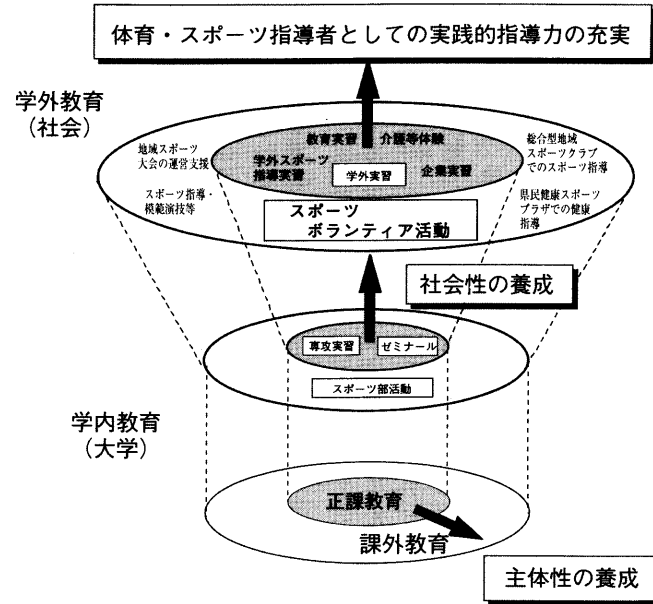 体育・スポーツ指導者としての実践的指導力の充実
学外教育
（社会）
教育実習 介護等体験
地域スポーツ
大会の運営支援
学外スポーツ
指導実習
学外実習
企業実習
総合型地域
スポーツクラブ
でのスポーツ指導
スポーツ指導・
模範演技等
県民健康スポーツ
プラザでの健康
指導
スポーツ
ボランティア活動
社会性の養成
専攻実習 ゼミナール
スポーツ部活動
学内教育
（大学）
正課教育
課外教育
主体性の養成